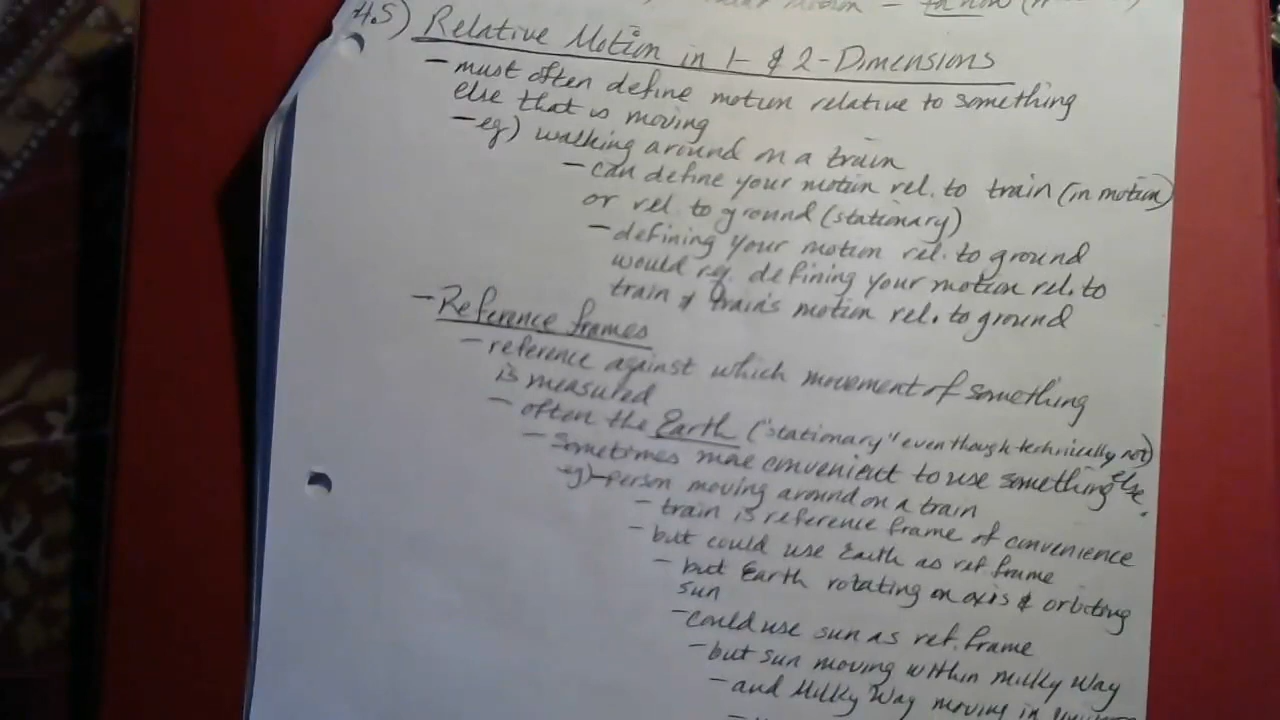 Motion -
4.5) Relative Motion in 1- & 2-Dimensions
- must often define motion relative to something
else that is moving
- eg) walking around on a train
- can define your motion rel. to train (in motion)
or rel. to ground (stationary)
- defining your motion rel. to ground
would req. defining your motion rel. to
train & train's motion rel. to ground
- Reference frames
- reference against which movement of something
is measured
- often the Earth ("stationary" even though technically not)
- sometimes more convenient to use something else.
eg) - person moving around on a train
- train is reference frame of convenience
- but could use Earth as ref frame
- but Earth rotating on axis & orbiting
sun
- could use sun as ref. frame
- but sun moving within Milky Way
- and Milky Way moving in